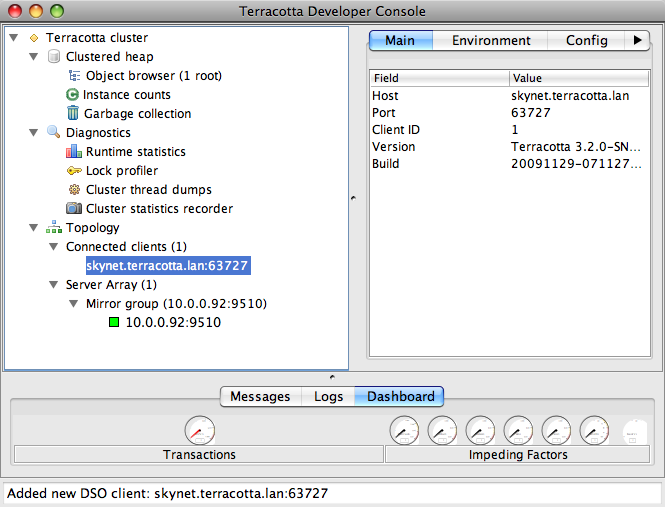 Terracotta Developer Console
Terracotta cluster
Clustered heap
Object browser (1 root)
Instance counts
Garbage collection
Diagnostics
Runtime statistics
Lock profiler
Cluster thread dumps
Cluster statistics recorder
Topology
Connected clients (1)
skynet.terracotta.lan:63727
Server Array (1)
Mirror group (10.0.0.92:9510)
10.0.0.92:9510
Main Environment Config
Field Value
Host skynet.terracotta.lan
Port 63727
Client ID 1
Version Terracotta 3.2.0-SN...
Build 20091129-071127...
Messages Logs Dashboard
Transactions Impeding Factors
Added new DSO client: skynet.terracotta.lan:63727